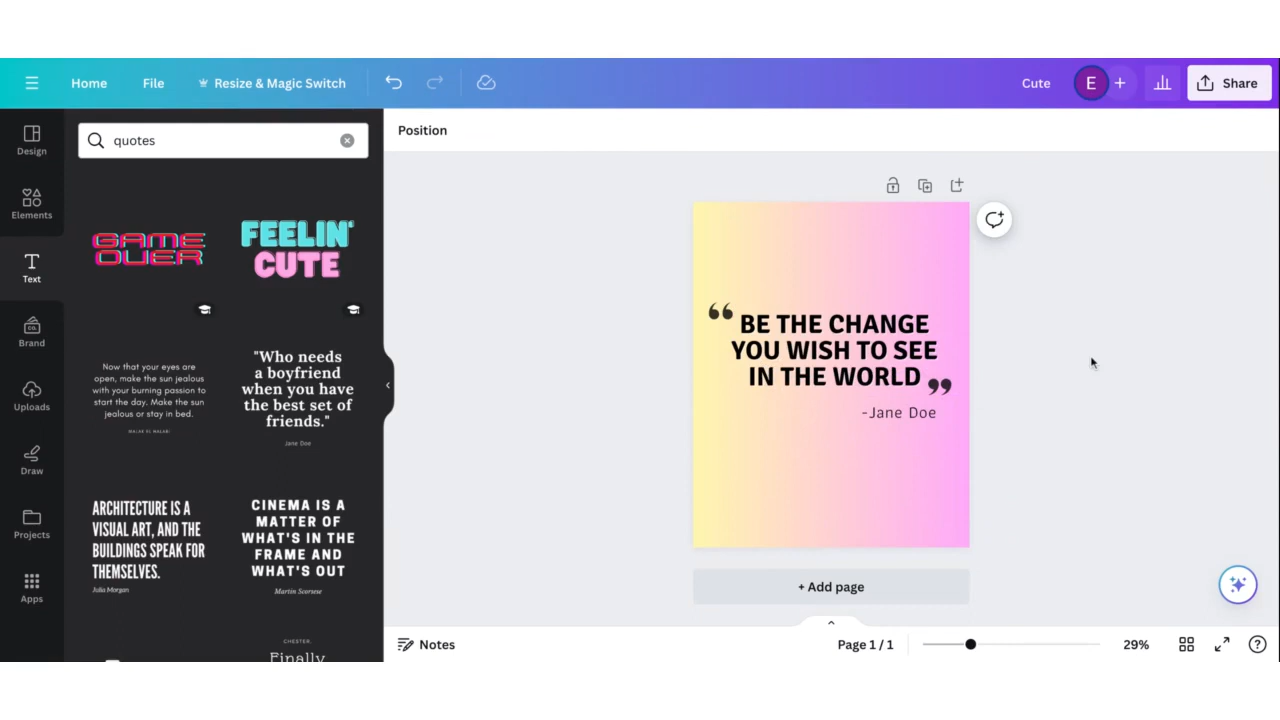 Home File Resize & Magic Switch Cute E + Share
Design
Elements
Text
Brand
Uploads
Draw
Projects
Apps
quotes
GAME
OVER
FEELIN'
CUTE
Now that your eyes are
open, make the sun jealous
with your burning passion to
start the day. Make the sun
jealous or stay in bed.
MALAK EL HALABI
"Who needs
a boyfriend
when you have
the best set of
friends."
Jane Doe
ARCHITECTURE IS A
VISUAL ART, AND THE
BUILDINGS SPEAK FOR
THEMSELVES.
Julia Morgan
CINEMA IS A
MATTER OF
WHAT'S IN THE
FRAME AND
WHAT'S OUT
Martin Scorsese
CHESTER.
Finally
Position
“ BE THE CHANGE
YOU WISH TO SEE
IN THE WORLD ”
-Jane Doe
+ Add page
Notes Page 1 / 1 29% ?